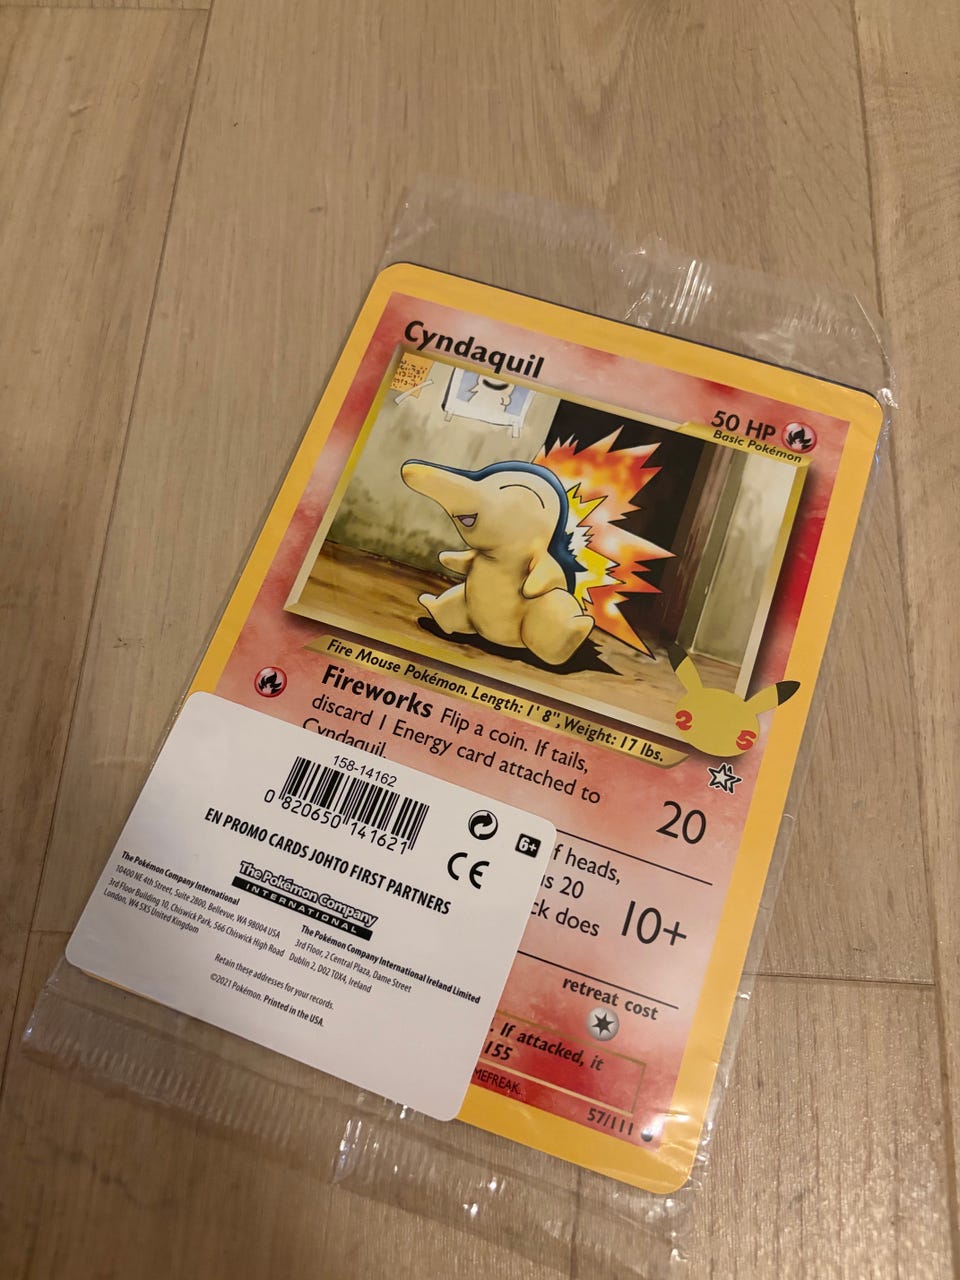 Cyndaquil
50 HP
Basic Pokémon
Fire Mouse Pokémon. Length: 1' 8", Weight: 17 lbs.
25
Fireworks Flip a coin. If tails,
discard 1 Energy card attached to
Cyndaquil.
20
f heads,
is 20
ck does
10+
retreat cost
. If attacked, it
155
MEFREAK
57/111
158-14162
0 820650 141621
EN PROMO CARDS JOHTO FIRST PARTNERS
6+
CE
The Pokémon Company
INTERNATIONAL
The Pokémon Company International
10400 NE 4th Street, Suite 2800, Bellevue, WA 98004 USA
3rd Floor Building 10, Chiswick Park, 566 Chiswick High Road
London, W4 5XS United Kingdom
The Pokémon Company International Ireland Limited
3rd Floor, 2 Central Plaza, Dame Street
Dublin 2, D02 T0X4, Ireland
Retain these addresses for your records.
©2021 Pokémon. Printed in the USA.